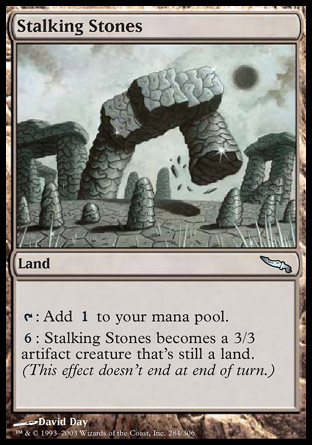 Stalking Stones
Land
: Add 1 to your mana pool.
6 : Stalking Stones becomes a 3/3
artifact creature that's still a land.
(This effect doesn't end at end of turn.)
David Day
™ & © 1993–2003 Wizards of the Coast, Inc. 284/306